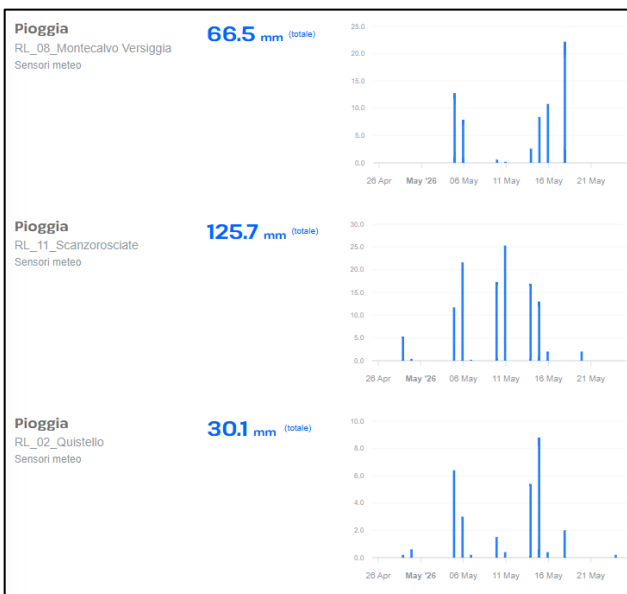 Pioggia
RL_08_Montecalvo Versiggia
Sensori meteo
66.5 mm (totale)
25.0
20.0
15.0
10.0
5.0
0.0
26 Apr May '26 06 May 11 May 16 May 21 May
Pioggia
RL_11_Scanzorosciate
Sensori meteo
125.7 mm (totale)
30.0
25.0
20.0
15.0
10.0
5.0
0.0
26 Apr May '26 06 May 11 May 16 May 21 May
Pioggia
RL_02_Quistello
Sensori meteo
30.1 mm (totale)
10.0
8.0
6.0
4.0
2.0
0.0
26 Apr May '26 06 May 11 May 16 May 21 May